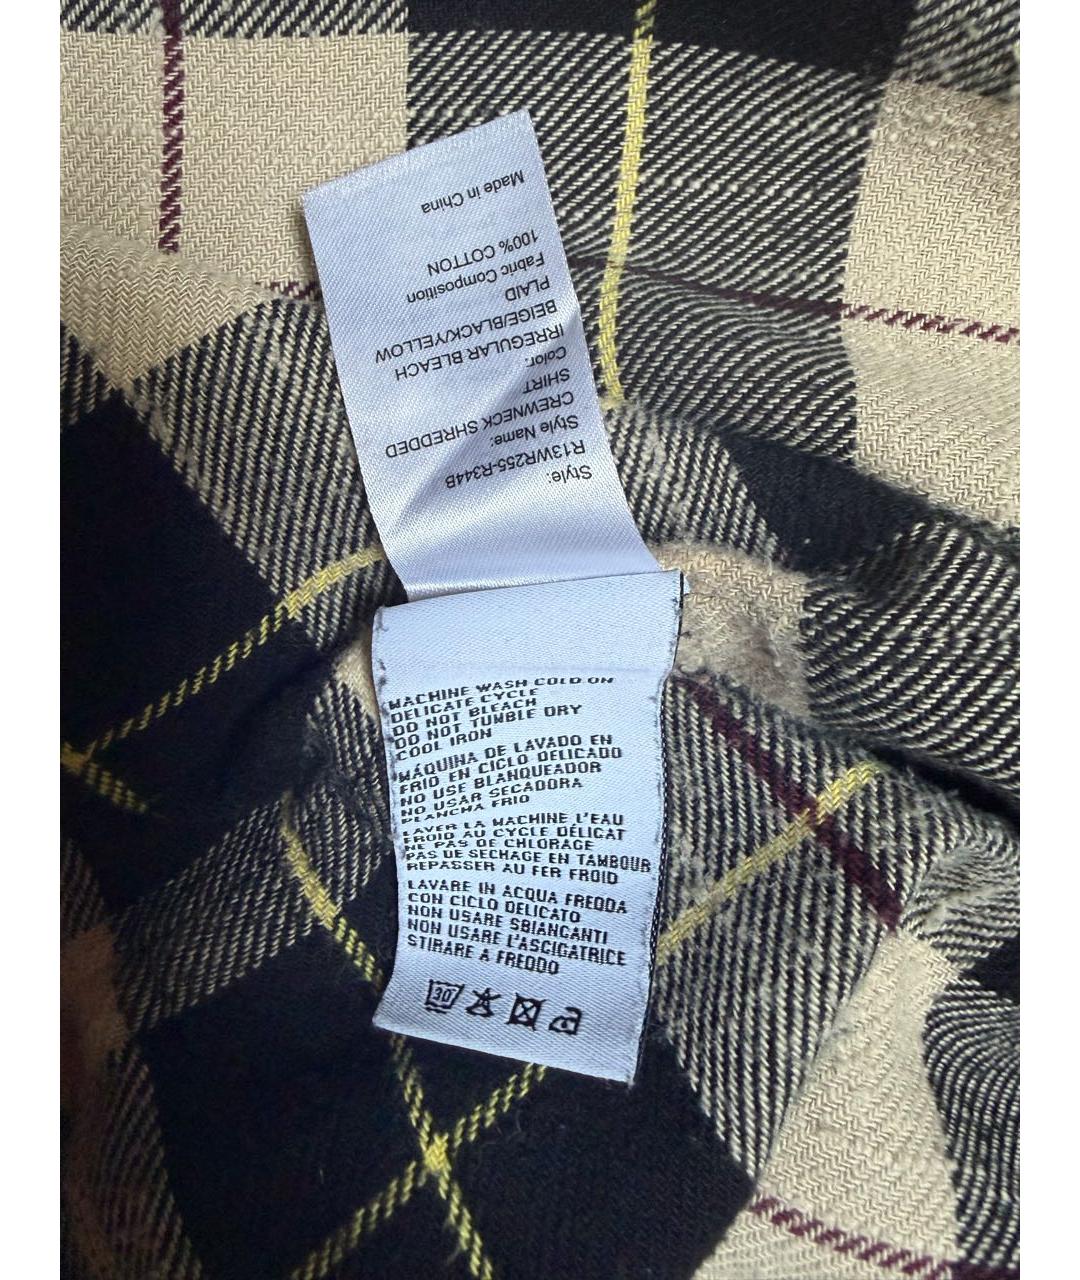 Style:
R13WR255-R344B
Style Name:
CREWNECK SHREDDED
SHIRT
Color:
IRREGULAR BLEACH
BEIGE/BLACK/YELLOW
PLAID
Fabric Composition
100% COTTON
Made in China
MACHINE WASH COLD ON
DELICATE CYCLE
DO NOT BLEACH
DO NOT TUMBLE DRY
COOL IRON
MÁQUINA DE LAVADO EN
FRIO EN CICLO DELICADO
NO USE BLANQUEADOR
NO USAR SECADORA
PLANCHA FRIO
LAVER LA MACHINE L'EAU
FROID AU CYCLE DÉLICAT
NE PAS DE CHLORAGE
PAS DE SECHAGE EN TAMBOUR
REPASSER AU FER FROID
LAVARE IN ACQUA FREDDA
CON CICLO DELICATO
NON USARE SBIANCANTI
NON USARE L'ASCIGATRICE
STIRARE A FREDDO
30